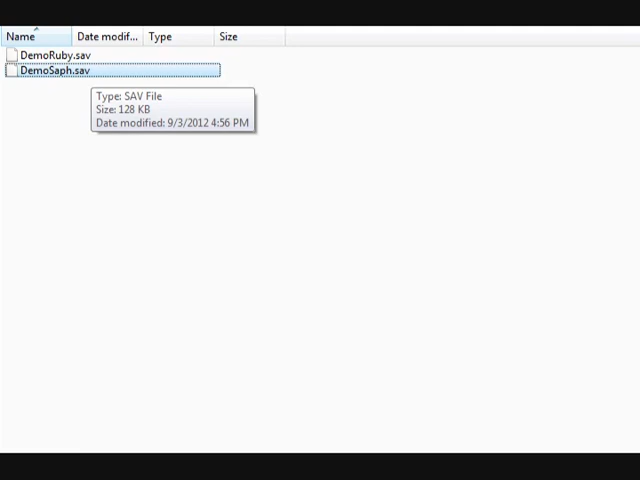 Name Date modif... Type Size
DemoRuby.sav
DemoSaph.sav
Type: SAV File
Size: 128 KB
Date modified: 9/3/2012 4:56 PM